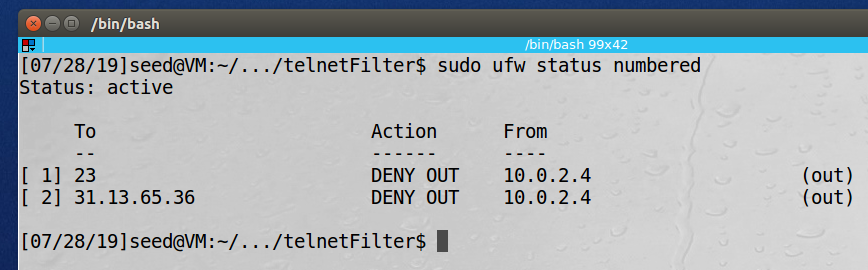 /bin/bash
/bin/bash 99x42
[07/28/19]seed@VM:~/.../telnetFilter$ sudo ufw status numbered
Status: active
To Action From
-- ------ ----
[ 1] 23 DENY OUT 10.0.2.4 (out)
[ 2] 31.13.65.36 DENY OUT 10.0.2.4 (out)
[07/28/19]seed@VM:~/.../telnetFilter$